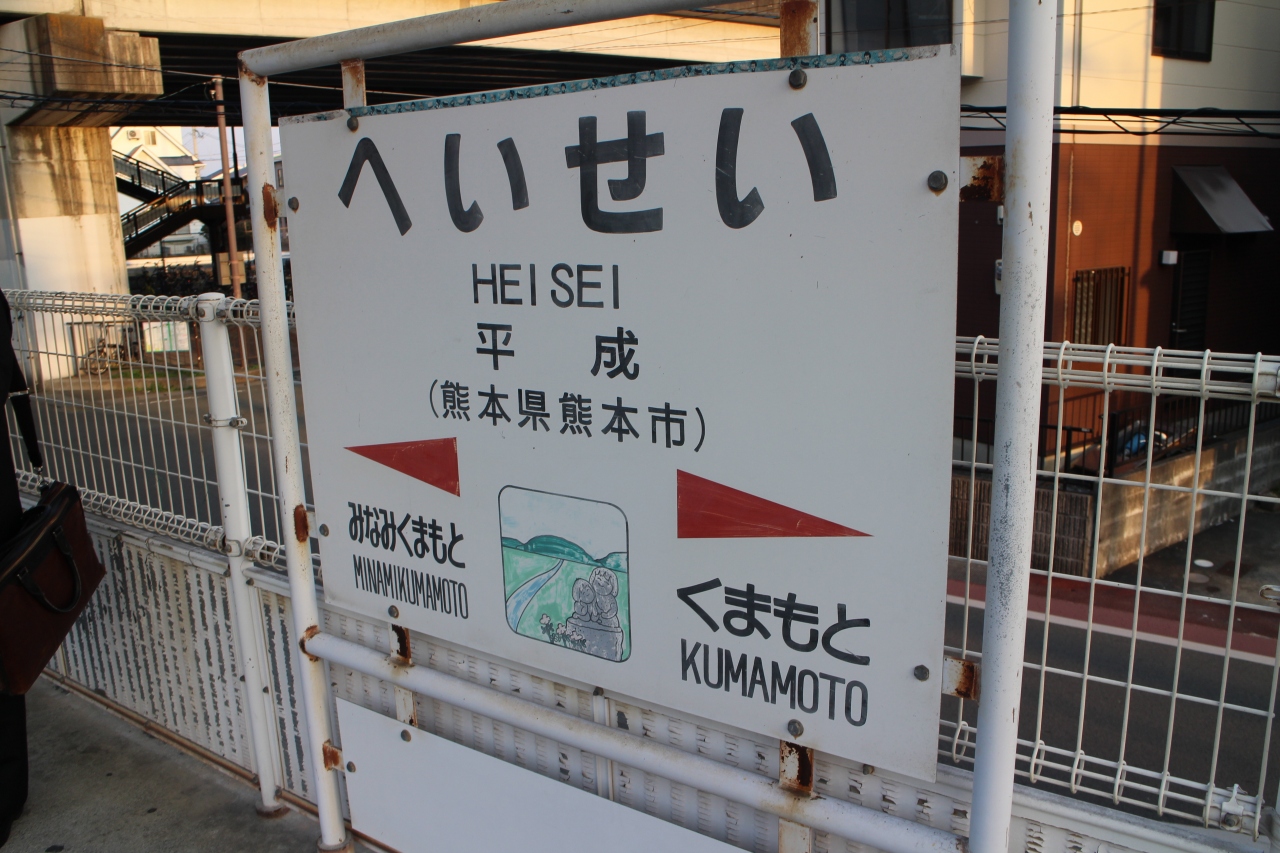 へいせい
HEISEI
平成
(熊本県熊本市)
みなみくまもと
MINAMIKUMAMOTO
くまもと
KUMAMOTO